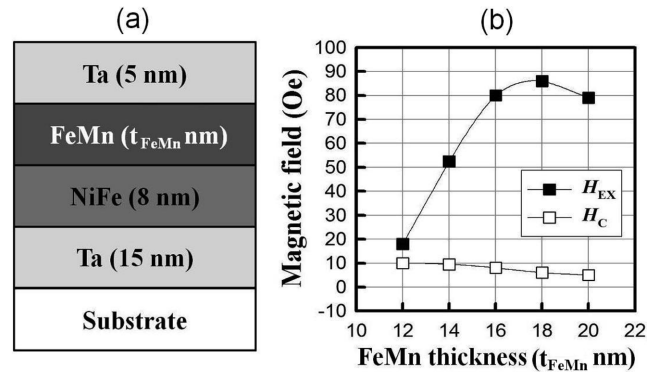 (a)
Ta (5 nm)
FeMn (tFeMn nm)
NiFe (8 nm)
Ta (15 nm)
Substrate
(b)
Magnetic field (Oe)
100
90
80
70
60
50
40
30
20
10
0
-10
HEX
HC
10 12 14 16 18 20 22
FeMn thickness (tFeMn nm)